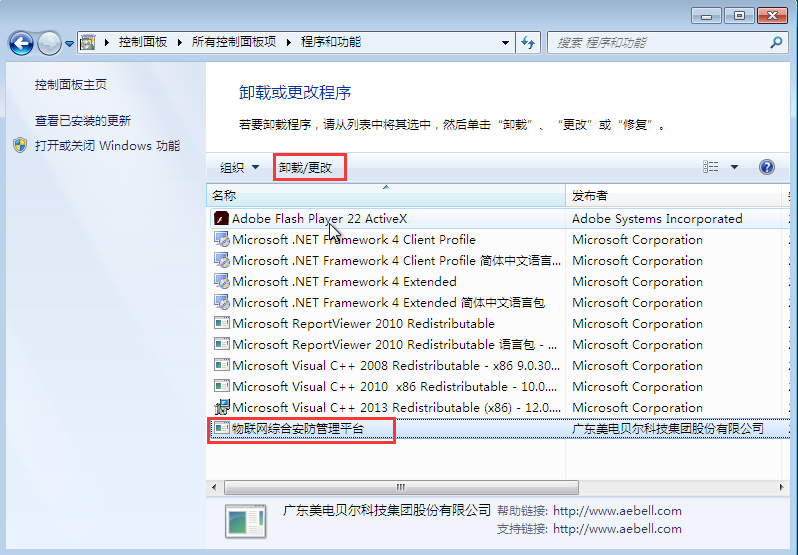 控制面板 所有控制面板项 程序和功能 搜索 程序和功能
控制面板主页
查看已安装的更新
打开或关闭 Windows 功能
卸载或更改程序
若要卸载程序，请从列表中将其选中，然后单击“卸载”、“更改”或“修复”。
组织 卸载/更改
名称 发布者
Adobe Flash Player 22 ActiveX Adobe Systems Incorporated
Microsoft .NET Framework 4 Client Profile Microsoft Corporation
Microsoft .NET Framework 4 Client Profile 简体中文语言... Microsoft Corporation
Microsoft .NET Framework 4 Extended Microsoft Corporation
Microsoft .NET Framework 4 Extended 简体中文语言包 Microsoft Corporation
Microsoft ReportViewer 2010 Redistributable Microsoft Corporation
Microsoft ReportViewer 2010 Redistributable 语言包 - ... Microsoft Corporation
Microsoft Visual C++ 2008 Redistributable - x86 9.0.30... Microsoft Corporation
Microsoft Visual C++ 2010  x86 Redistributable - 10.0.... Microsoft Corporation
Microsoft Visual C++ 2013 Redistributable (x86) - 12.0.... Microsoft Corporation
物联网综合安防管理平台 广东美电贝尔科技集团股份有限公司
广东美电贝尔科技集团股份有限公司 帮助链接: http://www.aebell.com
支持链接: http://www.aebell.com